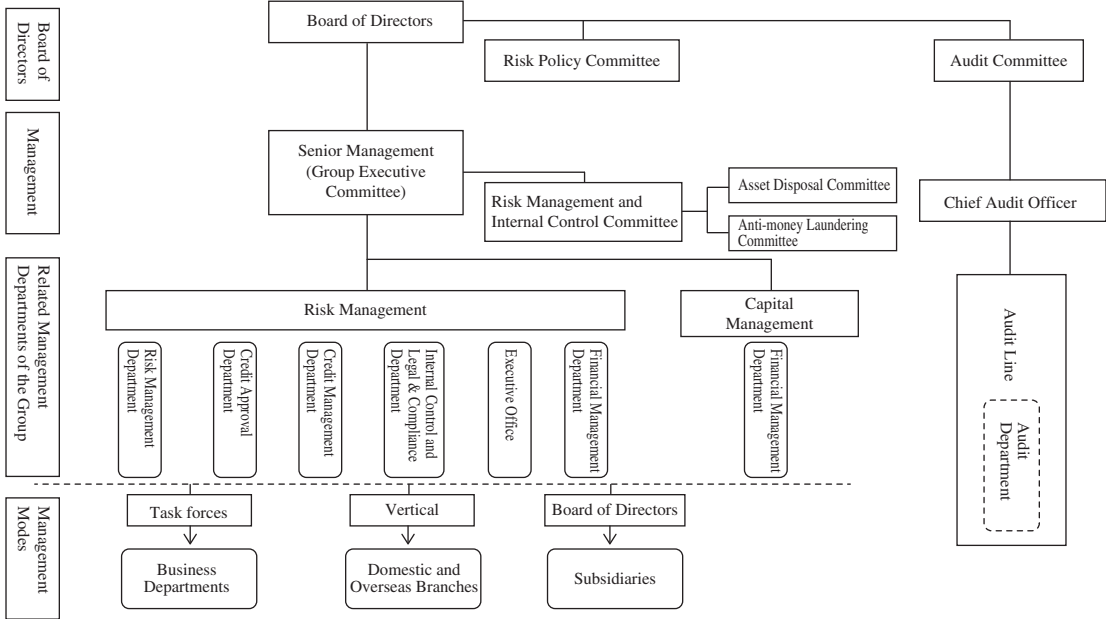 Board of
Directors
Board of Directors
Risk Policy Committee
Audit Committee
Management
Senior Management
(Group Executive
Committee)
Risk Management and
Internal Control Committee
Asset Disposal Committee
Anti-money Laundering
Committee
Chief Audit Officer
Related Management
Departments of the Group
Risk Management
Capital
Management
Risk Management
Department
Credit Approval
Department
Credit Management
Department
Internal Control and
Legal & Compliance
Department
Executive Office
Financial Management
Department
Financial Management
Department
Audit Line
Audit
Department
Management
Modes
Task forces
Vertical
Board of Directors
Business
Departments
Domestic and
Overseas Branches
Subsidiaries